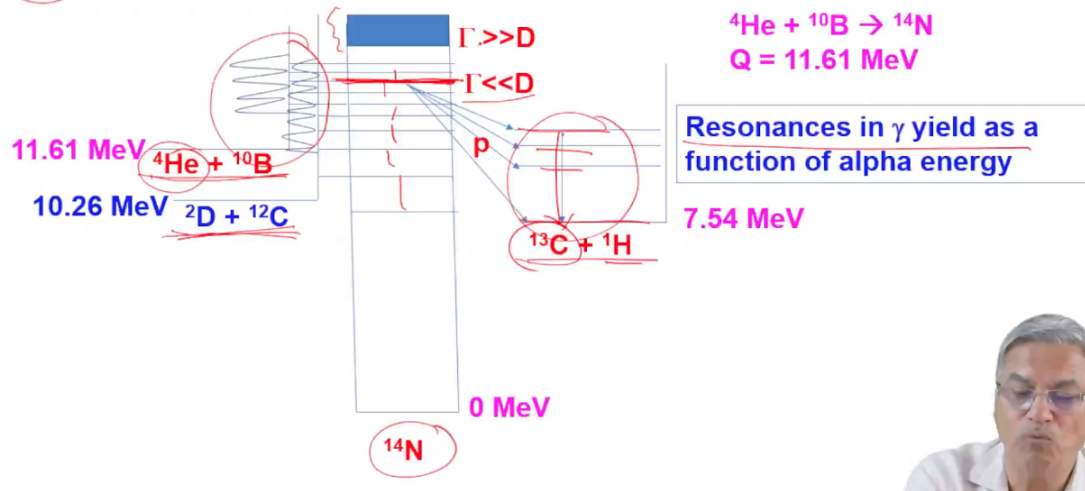 ⁴He + ¹⁰B → ¹⁴N
Q = 11.61 MeV
Γ>>D
Γ<<D
Resonances in γ yield as a
function of alpha energy
11.61 MeV
⁴He + ¹⁰B
p
10.26 MeV
²D + ¹²C
7.54 MeV
¹³C + ¹H
0 MeV
¹⁴N